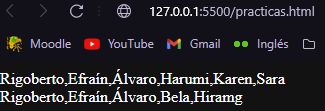 127.0.0.1:5500/practicas.html
Moodle YouTube Gmail Inglés
Rigoberto,Efraín,Álvaro,Harumi,Karen,Sara
Rigoberto,Efraín,Álvaro,Bela,Hiramg